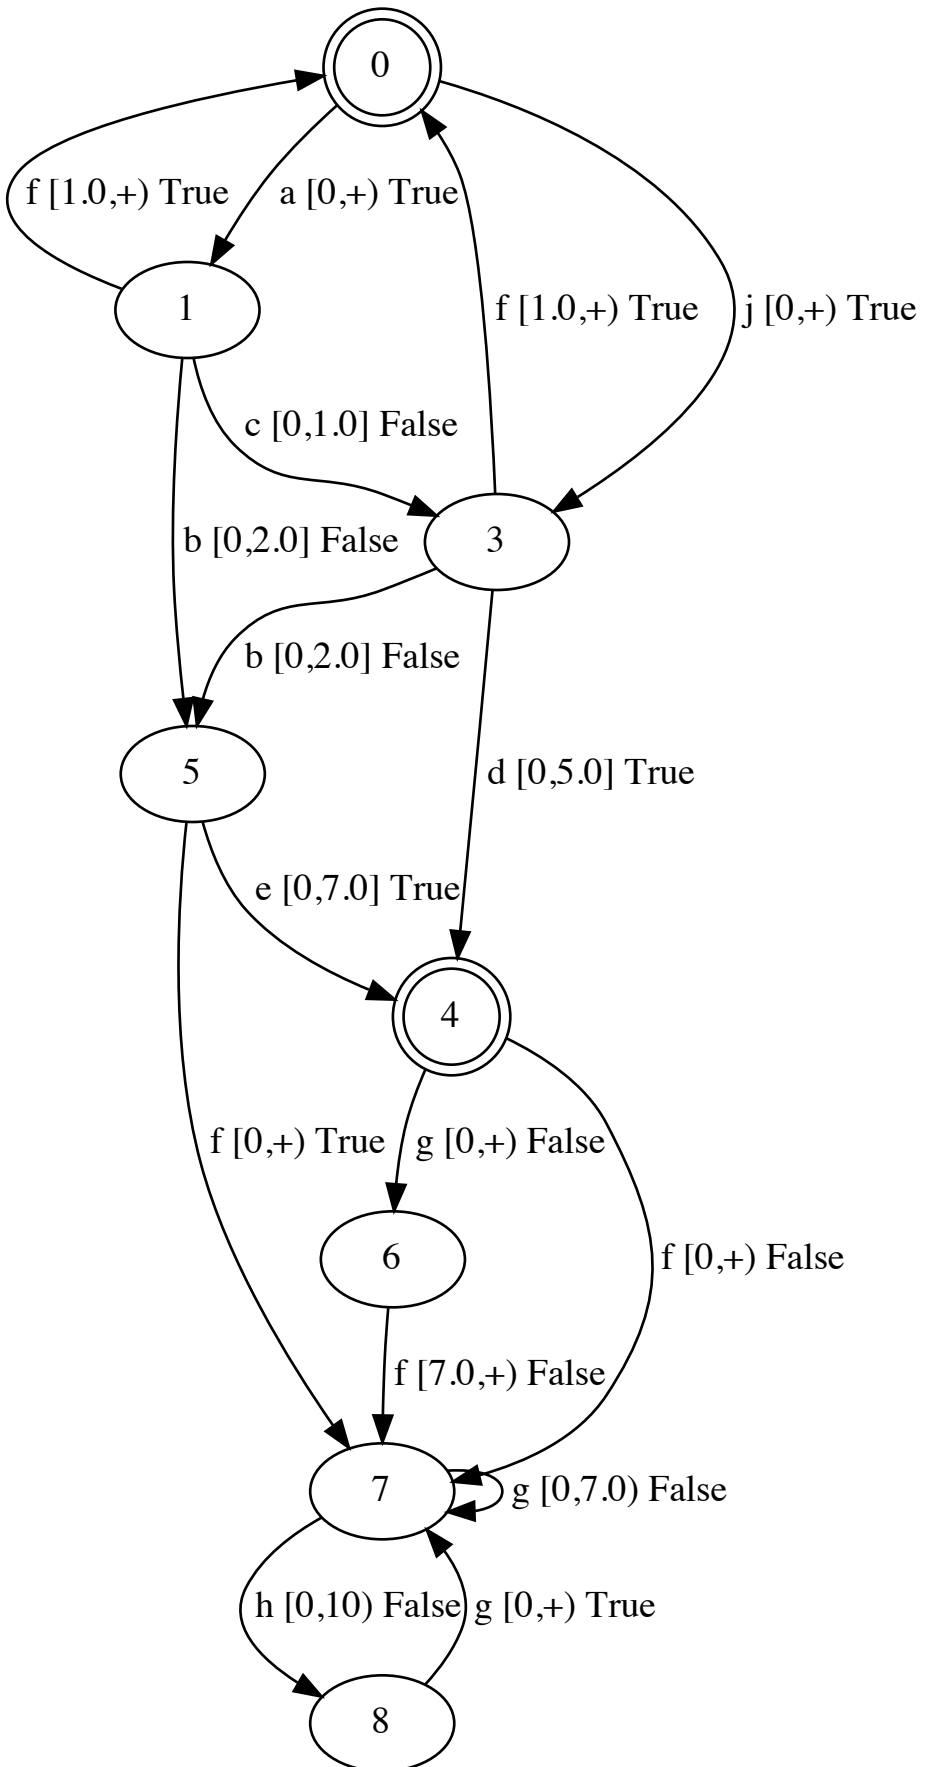 0
f [1.0,+) True
a [0,+) True
1
f [1.0,+) True
j [0,+) True
c [0,1.0] False
b [0,2.0] False
3
b [0,2.0] False
5
d [0,5.0] True
e [0,7.0] True
4
f [0,+) True
g [0,+) False
6
f [0,+) False
f [7.0,+) False
7
g [0,7.0) False
h [0,10) False
g [0,+) True
8